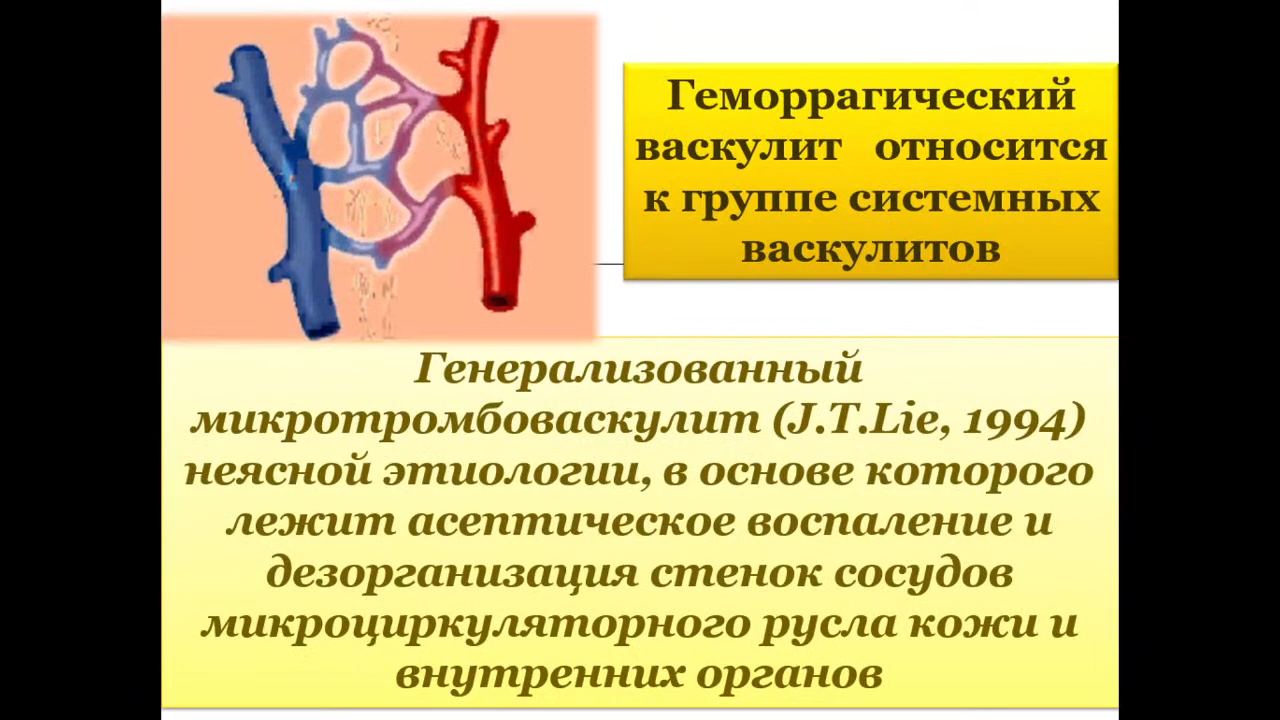 Геморрагический
васкулит относится
к группе системных
васкулитов
Генерализованный
микротромбоваскулит (J.T.Lie, 1994)
неясной этиологии, в основе которого
лежит асептическое воспаление и
дезорганизация стенок сосудов
микроциркуляторного русла кожи и
внутренних органов